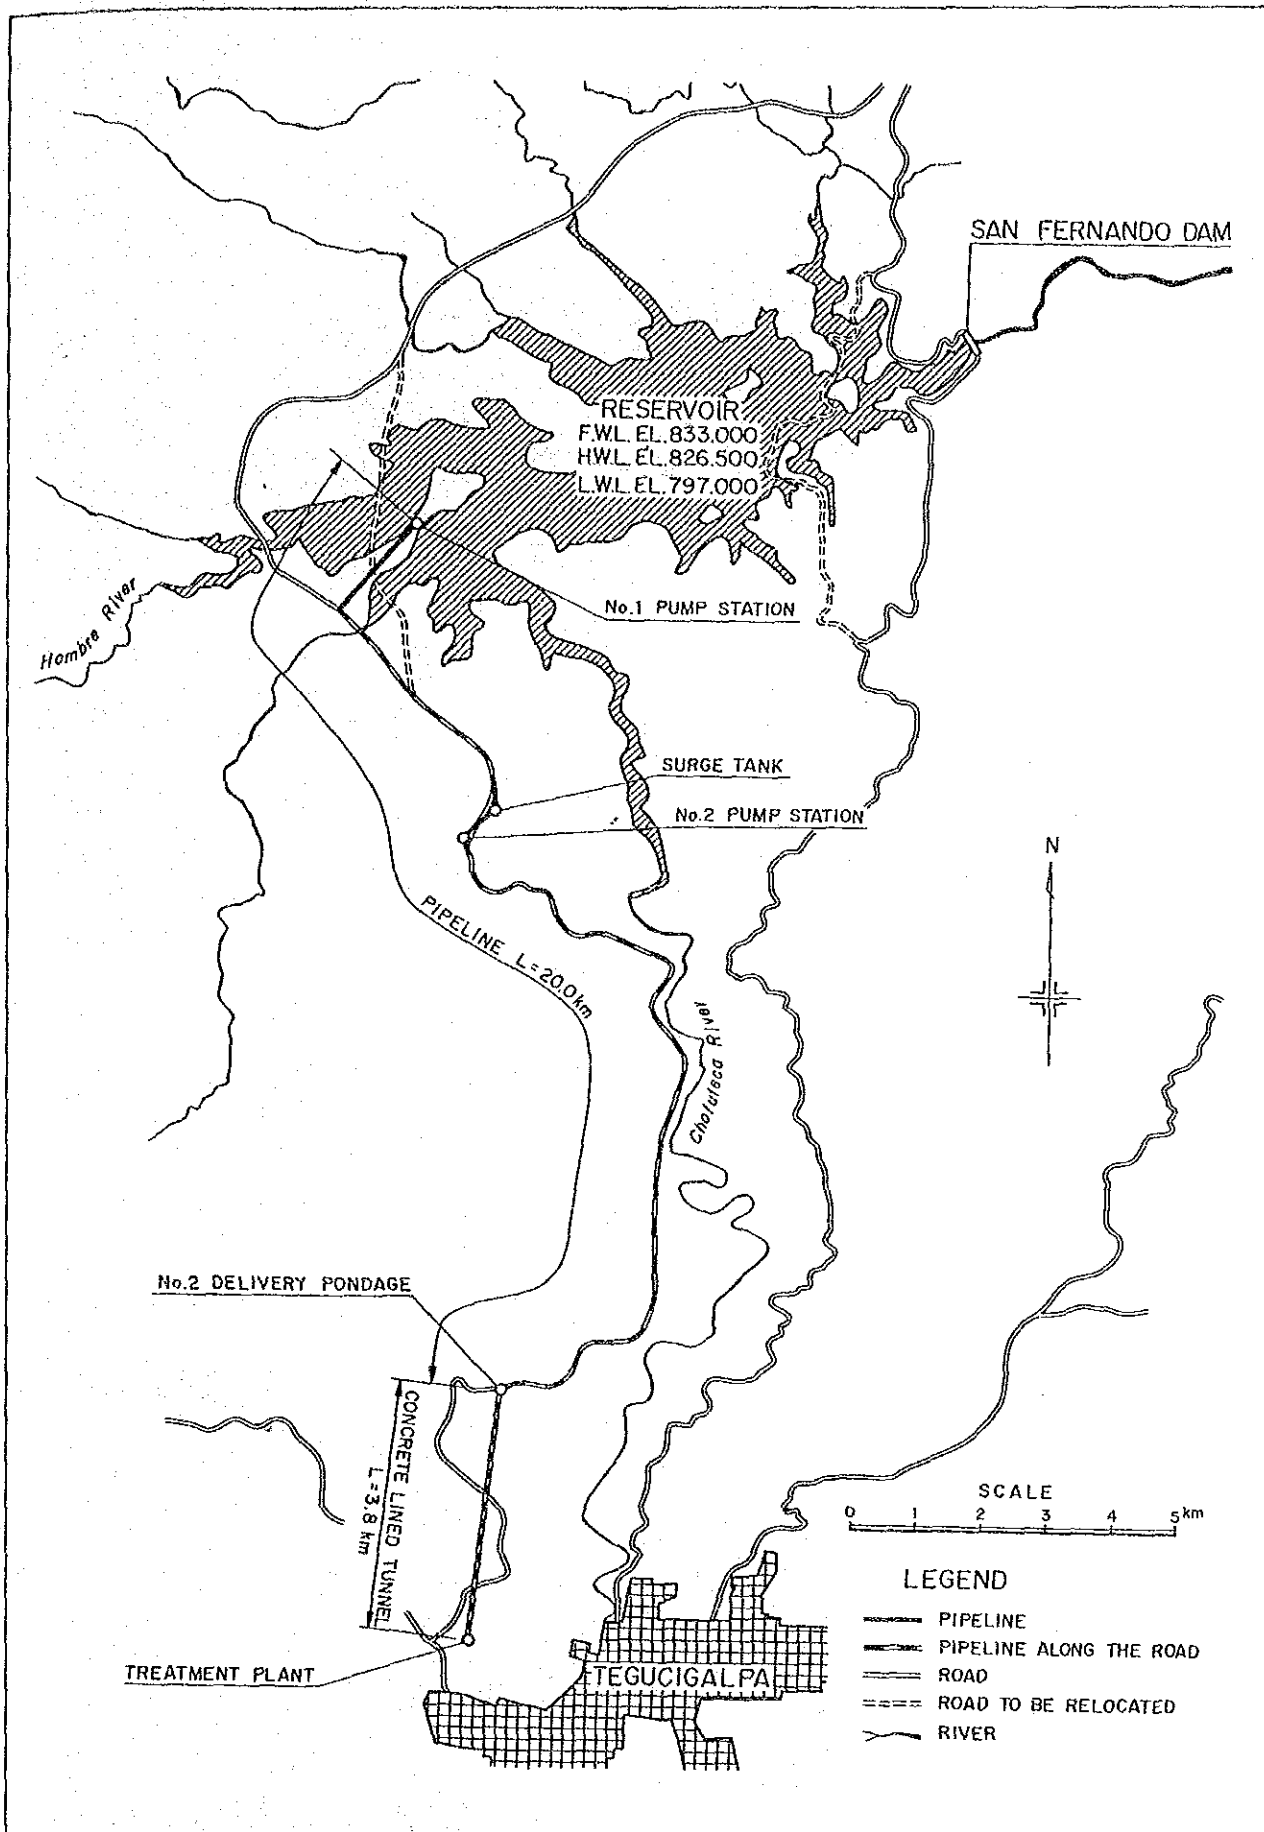 SAN FERNANDO DAM
RESERVOIR
F.W.L. EL. 833.000
H.W.L. EL. 826.500
L.W.L. EL. 797.000
Hombre River
No.1 PUMP STATION
SURGE TANK
No.2 PUMP STATION
N
PIPELINE L=20.0km
Choluteca River
No.2 DELIVERY PONDAGE
CONCRETE LINED TUNNEL
L=3.8 km
SCALE
0 1 2 3 4 5 km
TREATMENT PLANT
TEGUCIGALPA
LEGEND
PIPELINE
PIPELINE ALONG THE ROAD
ROAD
ROAD TO BE RELOCATED
RIVER